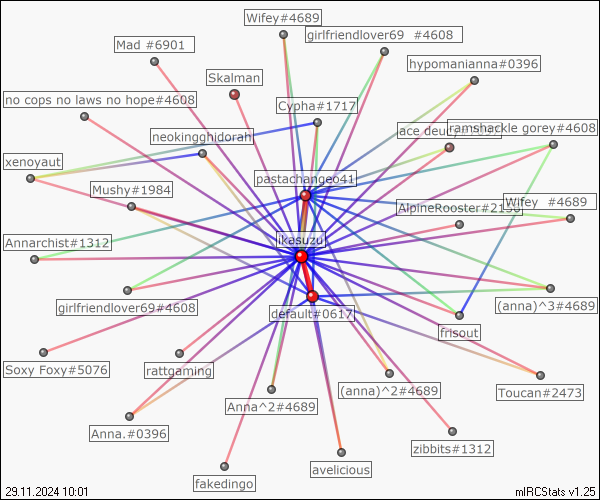 Wifey#4689
girlfriendlover69 #4608
Mad #6901
hypomanianna#0396
Skalman
no cops no laws no hope#4608
Cypha#1717
ramshackle gorey#4608
neokingghidorah
ace
xenoyaut
pastachangeo41
Mushy#1984
AlpineRooster#2190
Wifey #4689
Annarchist#1312
ikasuzu
girlfriendlover69#4608
(anna)^3#4689
default#0617
frisout
Soxy Foxy#5076
rattgaming
(anna)^2#4689
Toucan#2473
Anna^2#4689
Anna.#0396
zibbits#1312
avelicious
fakedingo
29.11.2024 10:01
mIRCStats v1.25